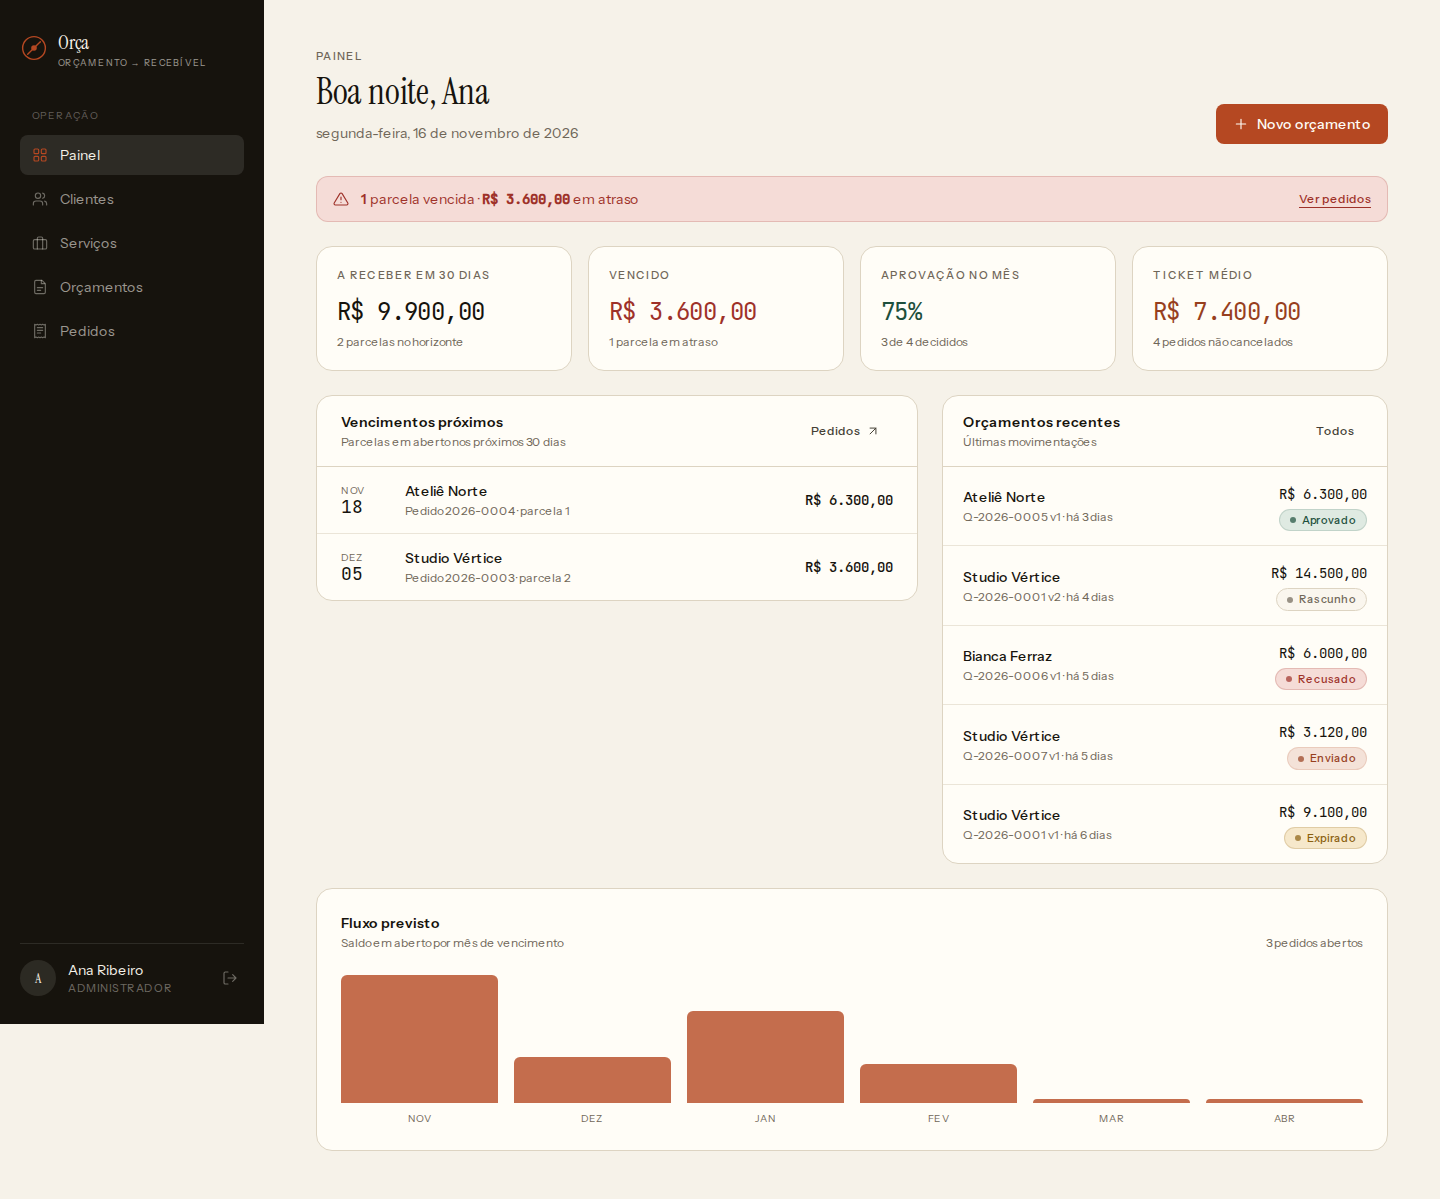 Orça
ORÇAMENTO → RECEBÍVEL
OPERAÇÃO
Painel
Clientes
Serviços
Orçamentos
Pedidos
Ana Ribeiro
A
ADMINISTRADOR
PAINEL
Boa noite, Ana
segunda-feira, 16 de novembro de 2026
Novo orçamento
1 parcela vencida · R$ 3.600,00 em atraso
Ver pedidos
A RECEBER EM 30 DIAS
R$ 9.900,00
2 parcelas no horizonte
VENCIDO
R$ 3.600,00
1 parcela em atraso
APROVAÇÃO NO MÊS
75%
3 de 4 decididos
TICKET MÉDIO
R$ 7.400,00
4 pedidos não cancelados
Vencimentos próximos
Parcelas em aberto nos próximos 30 dias
Pedidos
NOV
18
Ateliê Norte
Pedido 2026-0004 · parcela 1
R$ 6.300,00
DEZ
05
Studio Vértice
Pedido 2026-0003 · parcela 2
R$ 3.600,00
Orçamentos recentes
Últimas movimentações
Todos
Ateliê Norte
Q-2026-0005 v1 · há 3 dias
R$ 6.300,00
Aprovado
Studio Vértice
Q-2026-0001 v2 · há 4 dias
R$ 14.500,00
Rascunho
Bianca Ferraz
Q-2026-0006 v1 · há 5 dias
R$ 6.000,00
Recusado
Studio Vértice
Q-2026-0007 v1 · há 5 dias
R$ 3.120,00
Enviado
Studio Vértice
Q-2026-0001 v1 · há 6 dias
R$ 9.100,00
Expirado
Fluxo previsto
Saldo em aberto por mês de vencimento
3 pedidos abertos
NOV
DEZ
JAN
FEV
MAR
ABR